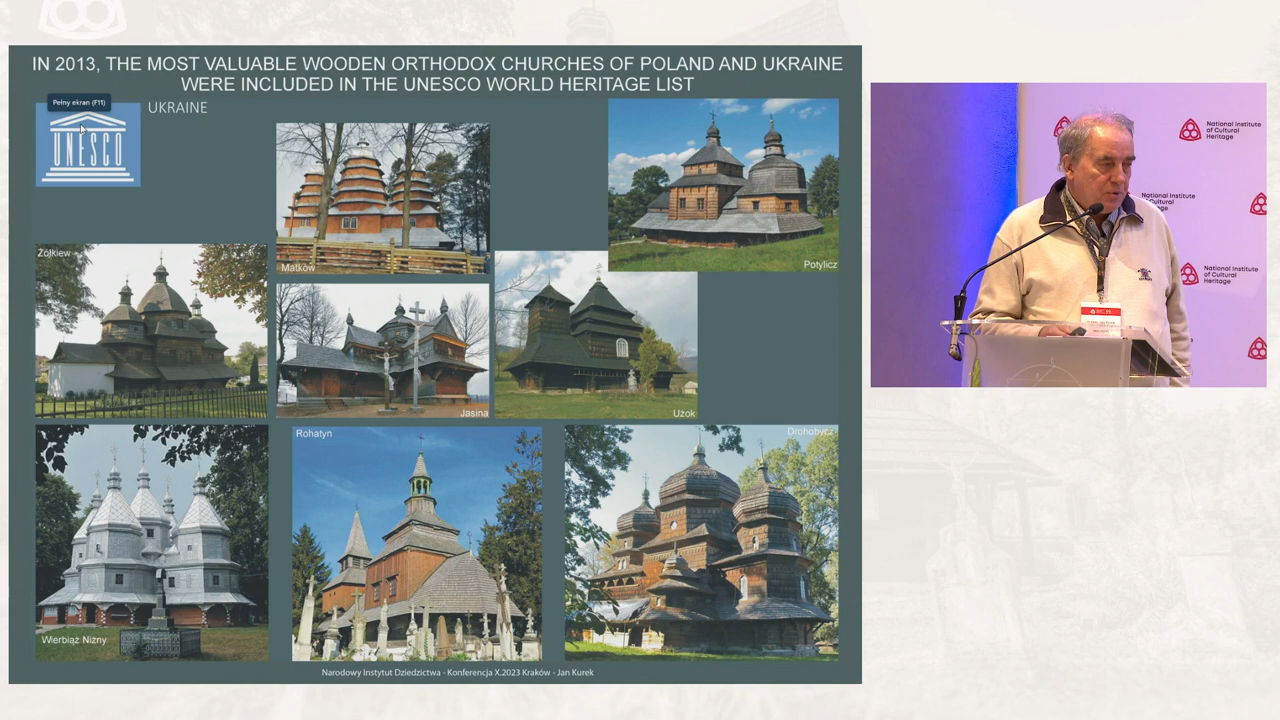 IN 2013, THE MOST VALUABLE WOODEN ORTHODOX CHURCHES OF POLAND AND UKRAINE
WERE INCLUDED IN THE UNESCO WORLD HERITAGE LIST
Pełny ekran (F11)
UKRAINE
UNESCO
Matków
Potylicz
Żółkiew
Jasina
Użok
Wierbiąż Niżny
Rohatyn
Drohobycz
Narodowy Instytut Dziedzictwa - Konferencja X.2023 Kraków - Jan Kurek
National Institute
of Cultural
Heritage
National Institute
of Cultural
Heritage
National Institute
of Cultural
Heritage